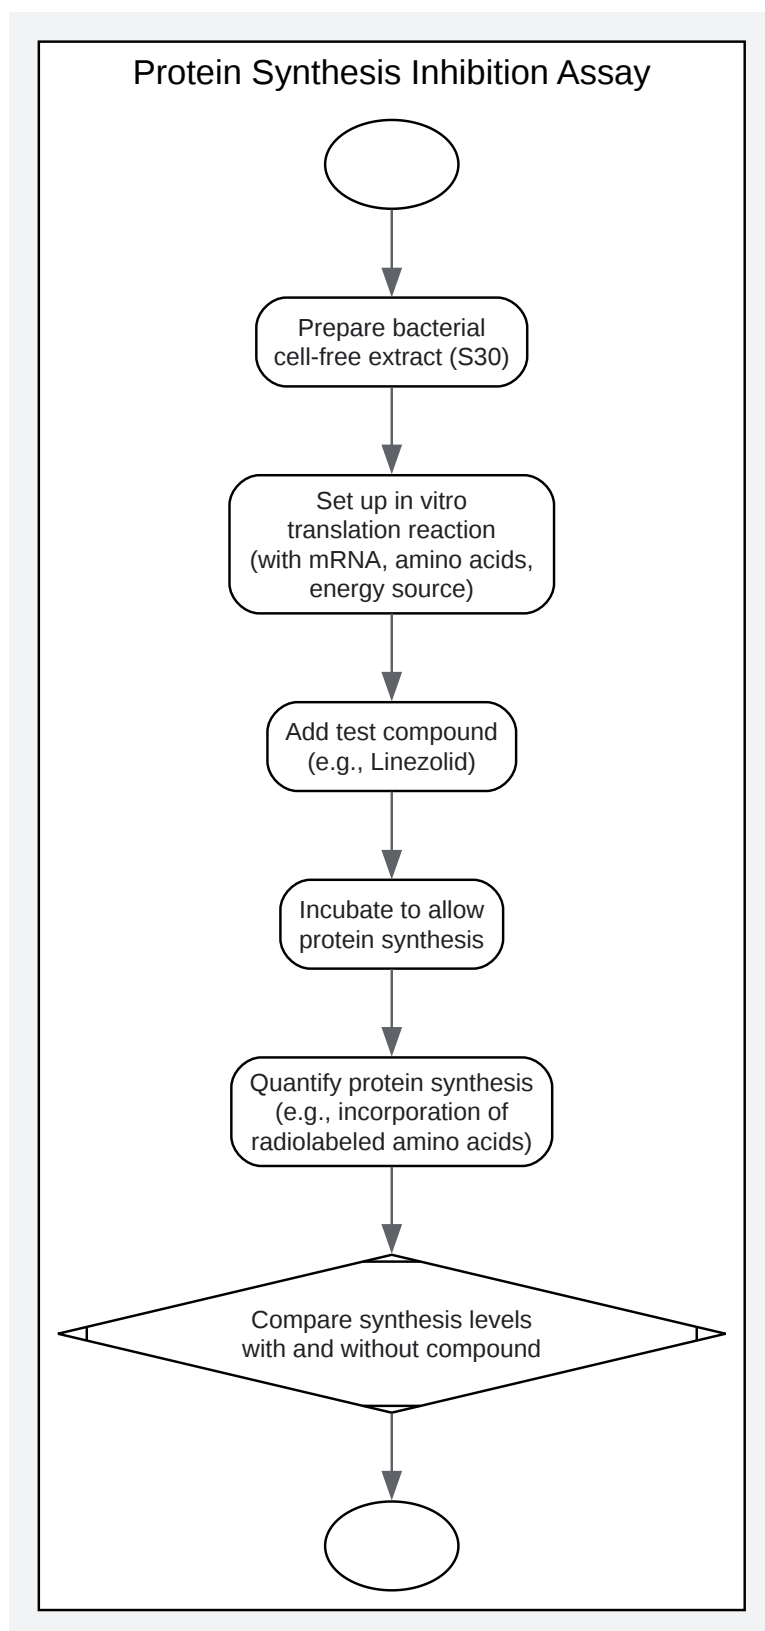 Protein Synthesis Inhibition Assay
Prepare bacterial
cell-free extract (S30)
Set up in vitro
translation reaction
(with mRNA, amino acids,
energy source)
Add test compound
(e.g., Linezolid)
Incubate to allow
protein synthesis
Quantify protein synthesis
(e.g., incorporation of
radiolabeled amino acids)
Compare synthesis levels
with and without compound